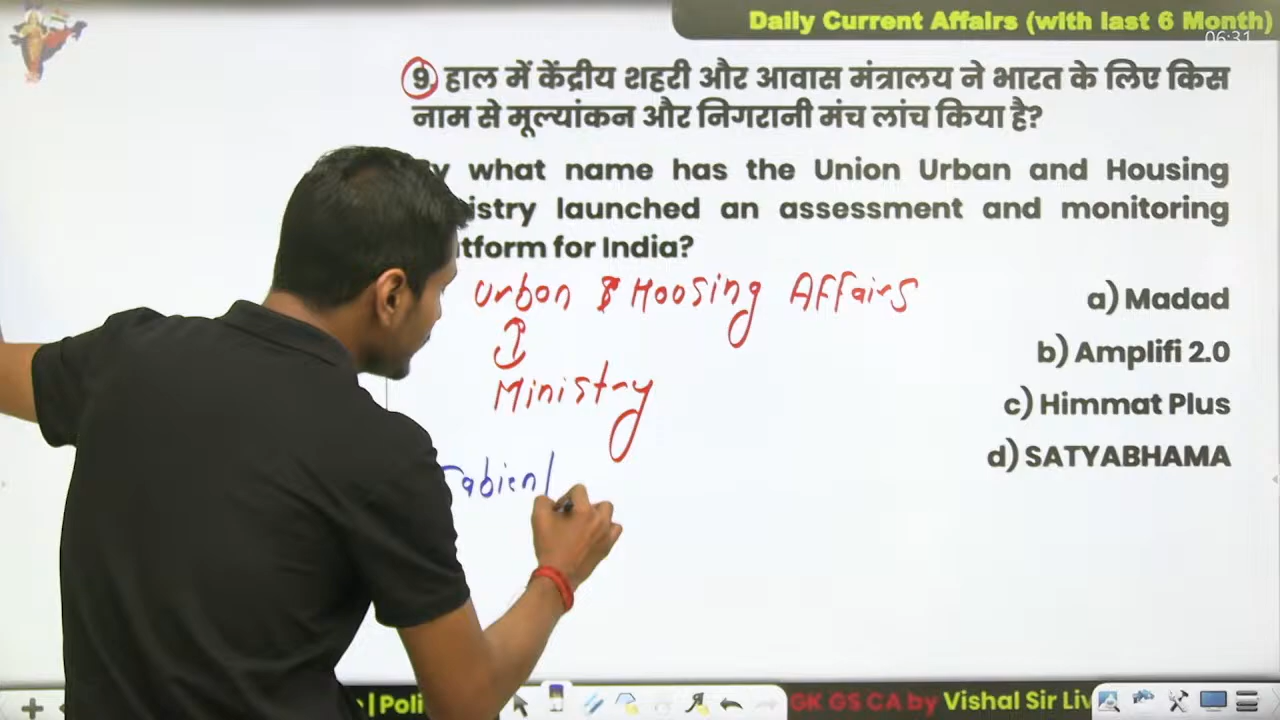 Daily Current Affairs (with last 6 Month)
06:31
9. हाल में केंद्रीय शहरी और आवास मंत्रालय ने भारत के लिए किस
नाम से मूल्यांकन और निगरानी मंच लांच किया है?
y what name has the Union Urban and Housing
istry launched an assessment and monitoring
tform for India?
Urban & Hoosing Affairs
Ministry
a) Madad
b) Amplifi 2.0
c) Himmat Plus
d) SATYABHAMA
|Poli
GK GS CA by Vishal Sir Liv